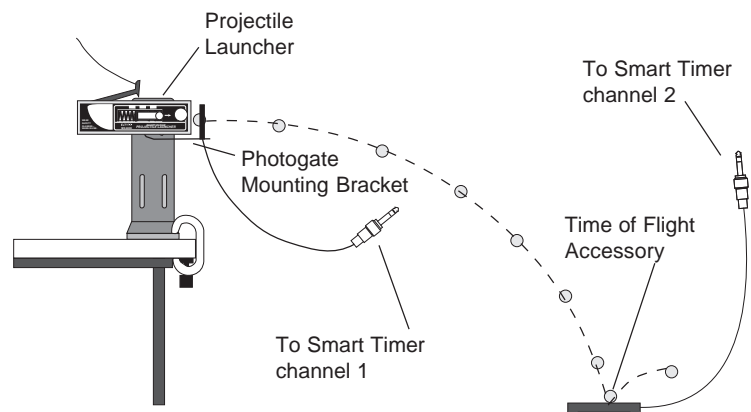 Projectile
Launcher
To Smart Timer
channel 2
Photogate
Mounting Bracket
Time of Flight
Accessory
To Smart Timer
channel 1